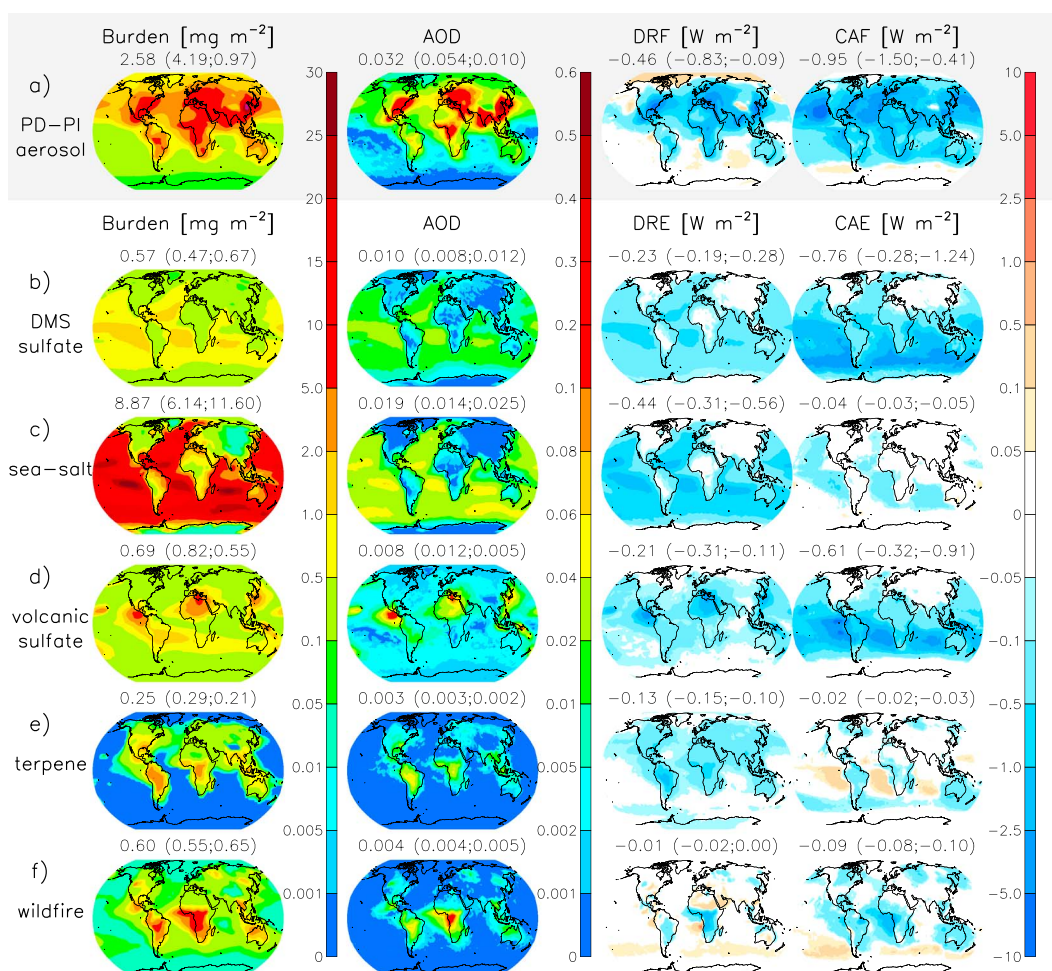 Burden [mg m−2] AOD DRF [W m−2] CAF [W m−2]
2.58 (4.19;0.97) 0.032 (0.054;0.010) −0.46 (−0.83;−0.09) −0.95 (−1.50;−0.41)
a)
PD−PI
aerosol
Burden [mg m−2] AOD DRE [W m−2] CAE [W m−2]
0.57 (0.47;0.67) 0.010 (0.008;0.012) −0.23 (−0.19;−0.28) −0.76 (−0.28;−1.24)
b)
DMS
sulfate
8.87 (6.14;11.60) 0.019 (0.014;0.025) −0.44 (−0.31;−0.56) −0.04 (−0.03;−0.05)
c)
sea−salt
0.69 (0.82;0.55) 0.008 (0.012;0.005) −0.21 (−0.31;−0.11) −0.61 (−0.32;−0.91)
d)
volcanic
sulfate
0.25 (0.29;0.21) 0.003 (0.003;0.002) −0.13 (−0.15;−0.10) −0.02 (−0.02;−0.03)
e)
terpene
0.60 (0.55;0.65) 0.004 (0.004;0.005) −0.01 (−0.02;0.00) −0.09 (−0.08;−0.10)
f)
wildfire
30
25
20
15
10
5.0
2.0
1.0
0.5
0.1
0.05
0.01
0.005
0.001
0
0.6
0.5
0.4
0.3
0.2
0.1
0.08
0.06
0.04
0.02
0.01
0.005
0.002
0.001
0
10
5.0
2.5
1.0
0.5
0.1
0.05
0
−0.05
−0.1
−0.5
−1.0
−2.5
−5.0
−10